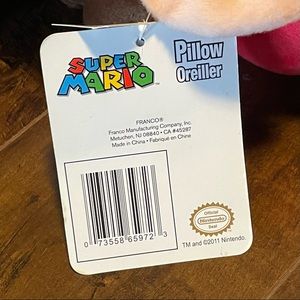 SUPER
MARIO
TM
Pillow
Oreiller
FRANCO®
Franco Manufacturing Company, Inc.
Metuchen, NJ 08840 • CA #45287
Made in China • Fabriqué en Chine
0 73558 65972 3
Official
Nintendo
Seal
TM and ©2011 Nintendo.